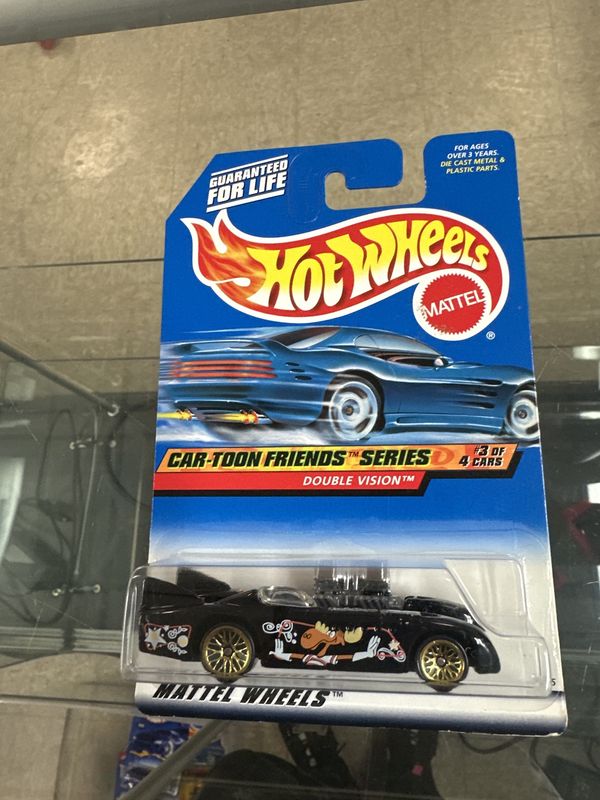 GUARANTEED
FOR LIFE
FOR AGES
OVER 3 YEARS.
DIE CAST METAL &
PLASTIC PARTS.
HOT WHEELS
MATTEL
®
CAR-TOON FRIENDS™ SERIES
#3 OF
4 CARS
DOUBLE VISION™
MATTEL WHEELS™